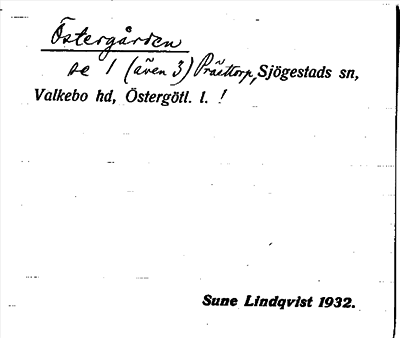 Östergården
se 1 (även 3) Prästtorp, Sjögestads sn,
Valkebo hd, Östergötl. l. !
Sune Lindqvist 1932.